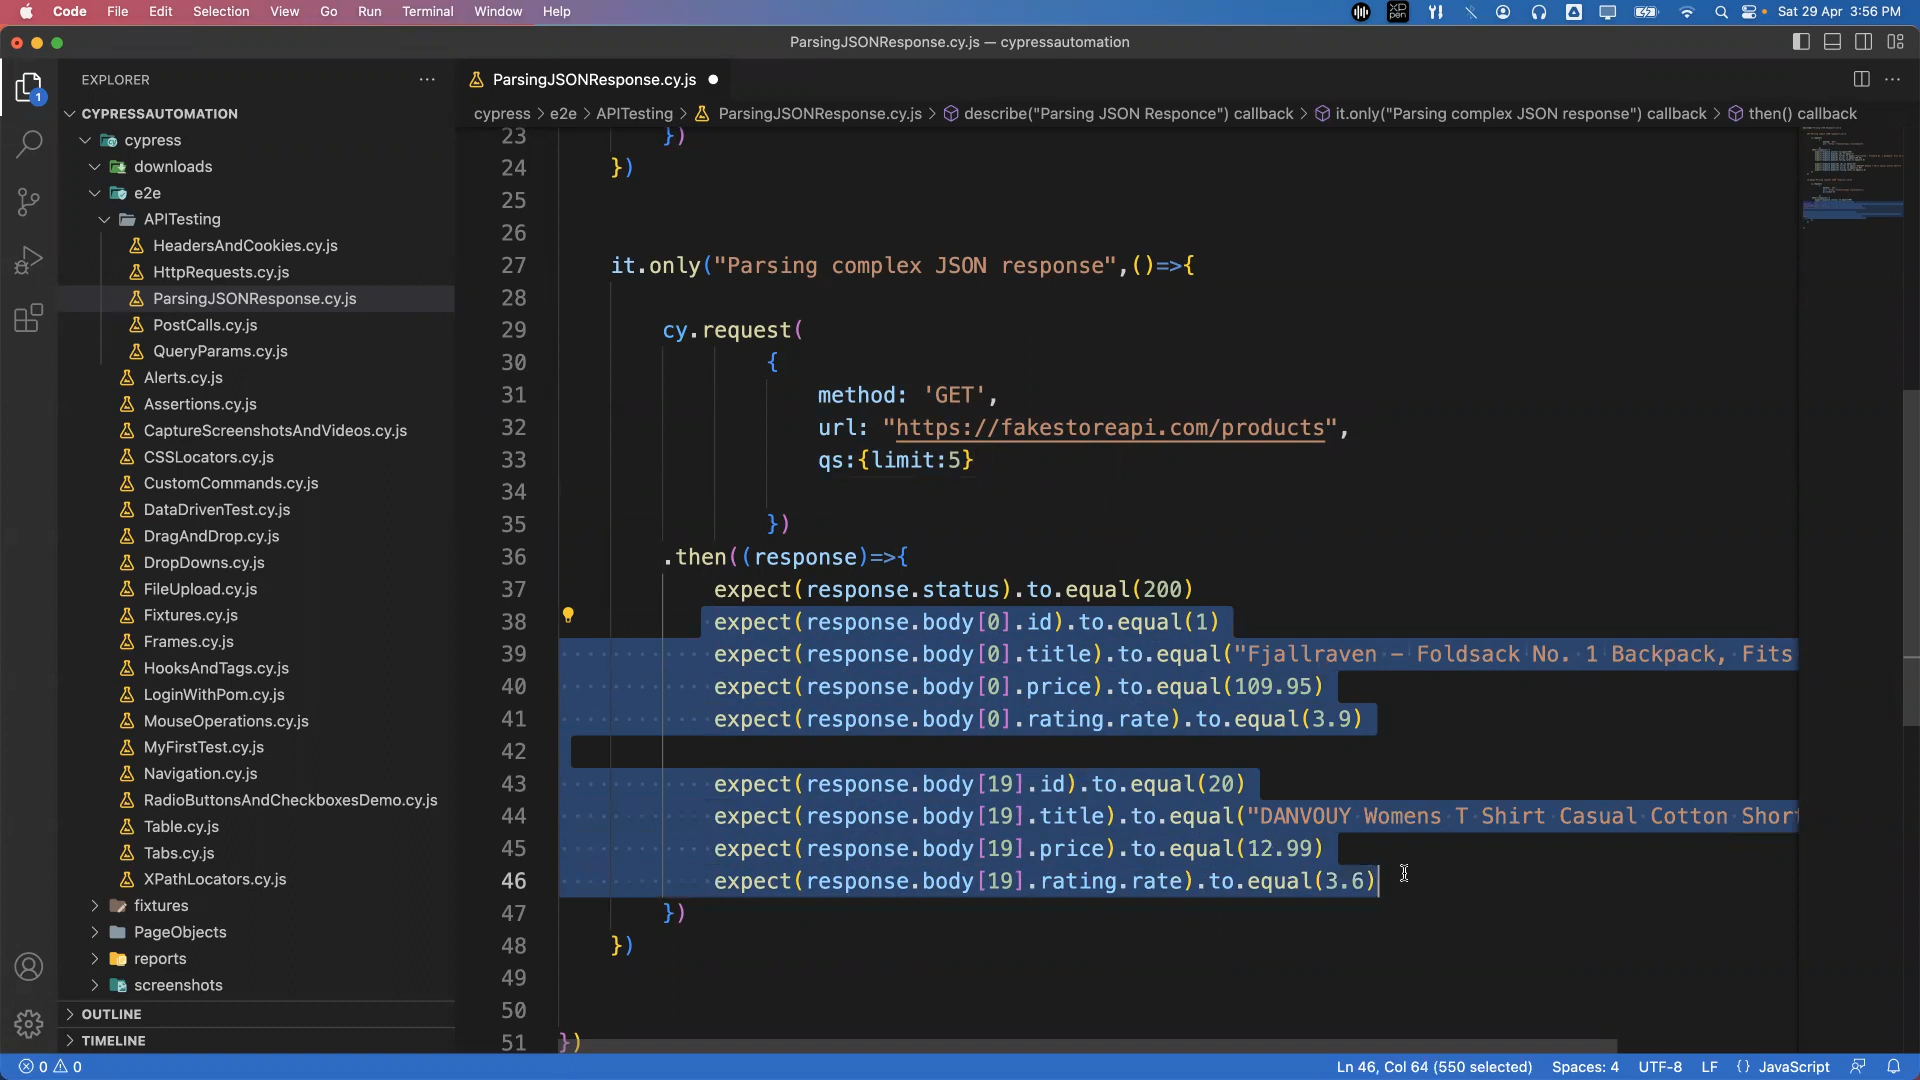 Code File Edit Selection View Go Run Terminal Window Help Sat 29 Apr 3:56 PM
ParsingJSONResponse.cy.js — cypressautomation
EXPLORER
CYPRESSAUTOMATION
cypress
downloads
e2e
APITesting
HeadersAndCookies.cy.js
HttpRequests.cy.js
ParsingJSONResponse.cy.js
PostCalls.cy.js
QueryParams.cy.js
Alerts.cy.js
Assertions.cy.js
CaptureScreenshotsAndVideos.cy.js
CSSLocators.cy.js
CustomCommands.cy.js
DataDrivenTest.cy.js
DragAndDrop.cy.js
DropDowns.cy.js
FileUpload.cy.js
Fixtures.cy.js
Frames.cy.js
HooksAndTags.cy.js
LoginWithPom.cy.js
MouseOperations.cy.js
MyFirstTest.cy.js
Navigation.cy.js
RadioButtonsAndCheckboxesDemo.cy.js
Table.cy.js
Tabs.cy.js
XPathLocators.cy.js
fixtures
PageObjects
reports
screenshots
OUTLINE
TIMELINE
1
ParsingJSONResponse.cy.js
cypress > e2e > APITesting > ParsingJSONResponse.cy.js > describe("Parsing JSON Responce") callback > it.only("Parsing complex JSON response") callback > then() callback
23 })
24 })
25
26
27 it.only("Parsing complex JSON response",()=>{
28
29 cy.request(
30 {
31 method: 'GET',
32 url: "https://fakestoreapi.com/products",
33 qs:{limit:5}
34
35 })
36 .then((response)=>{
37 expect(response.status).to.equal(200)
38 expect(response.body[0].id).to.equal(1)
39 expect(response.body[0].title).to.equal("Fjallraven - Foldsack No. 1 Backpack, Fits
40 expect(response.body[0].price).to.equal(109.95)
41 expect(response.body[0].rating.rate).to.equal(3.9)
42
43 expect(response.body[19].id).to.equal(20)
44 expect(response.body[19].title).to.equal("DANVOUY Womens T Shirt Casual Cotton Short
45 expect(response.body[19].price).to.equal(12.99)
46 expect(response.body[19].rating.rate).to.equal(3.6)
47 })
48 })
49
50
51 })
0 0 Ln 46, Col 64 (550 selected) Spaces: 4 UTF-8 LF {} JavaScript